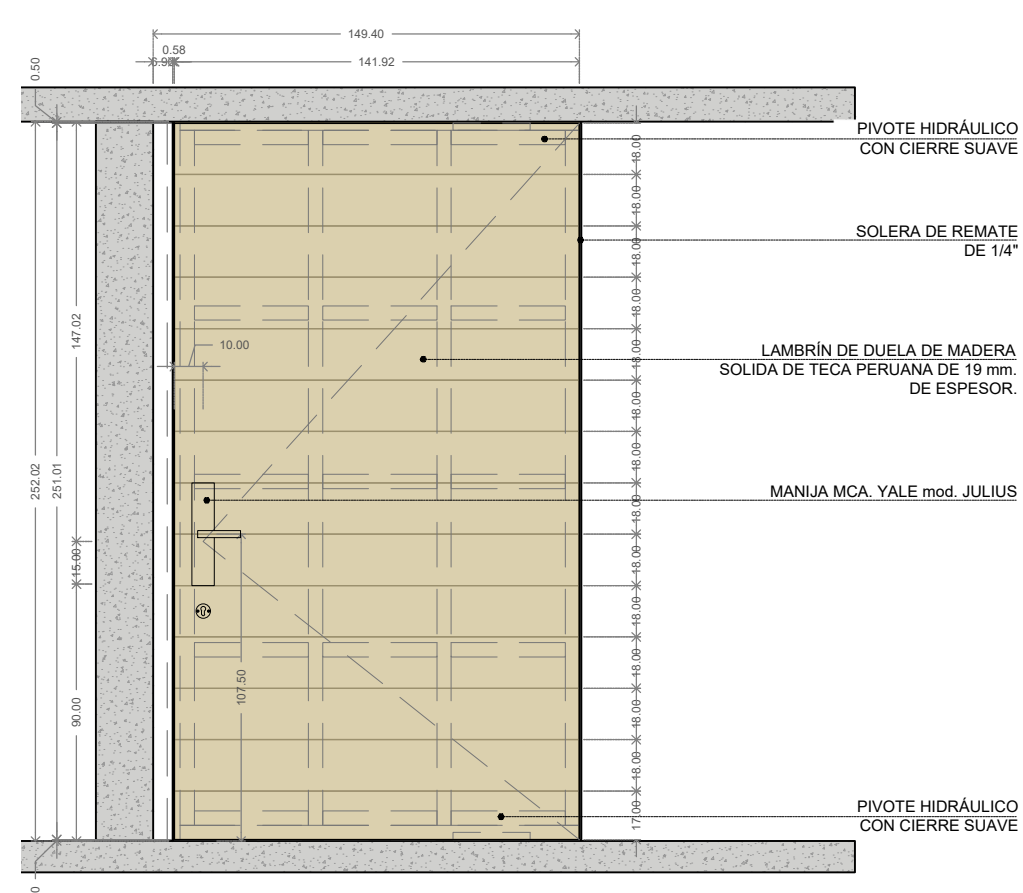 149.40
0.58
141.92
0.50
PIVOTE HIDRÁULICO
CON CIERRE SUAVE
18.00
18.00
SOLERA DE REMATE
DE 1/4"
18.00
18.00
147.02
10.00
LAMBRÍN DE DUELA DE MADERA
SOLIDA DE TECA PERUANA DE 19 mm.
DE ESPESOR.
18.00
18.00
18.00
252.02
251.01
MANIJA MCA. YALE mod. JULIUS
18.00
15.00
18.00
18.00
107.50
18.00
90.00
18.00
18.00
PIVOTE HIDRÁULICO
CON CIERRE SUAVE
17.00
0